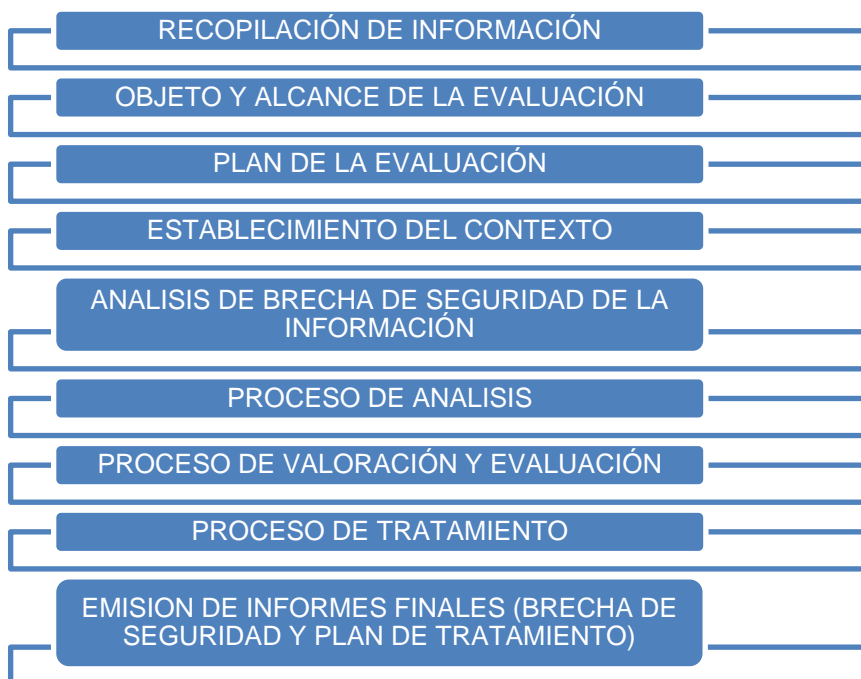 RECOPILACIÓN DE INFORMACIÓN
OBJETO Y ALCANCE DE LA EVALUACIÓN
PLAN DE LA EVALUACIÓN
ESTABLECIMIENTO DEL CONTEXTO
ANALISIS DE BRECHA DE SEGURIDAD DE LA
INFORMACIÓN
PROCESO DE ANALISIS
PROCESO DE VALORACIÓN Y EVALUACIÓN
PROCESO DE TRATAMIENTO
EMISION DE INFORMES FINALES (BRECHA DE
SEGURIDAD Y PLAN DE TRATAMIENTO)